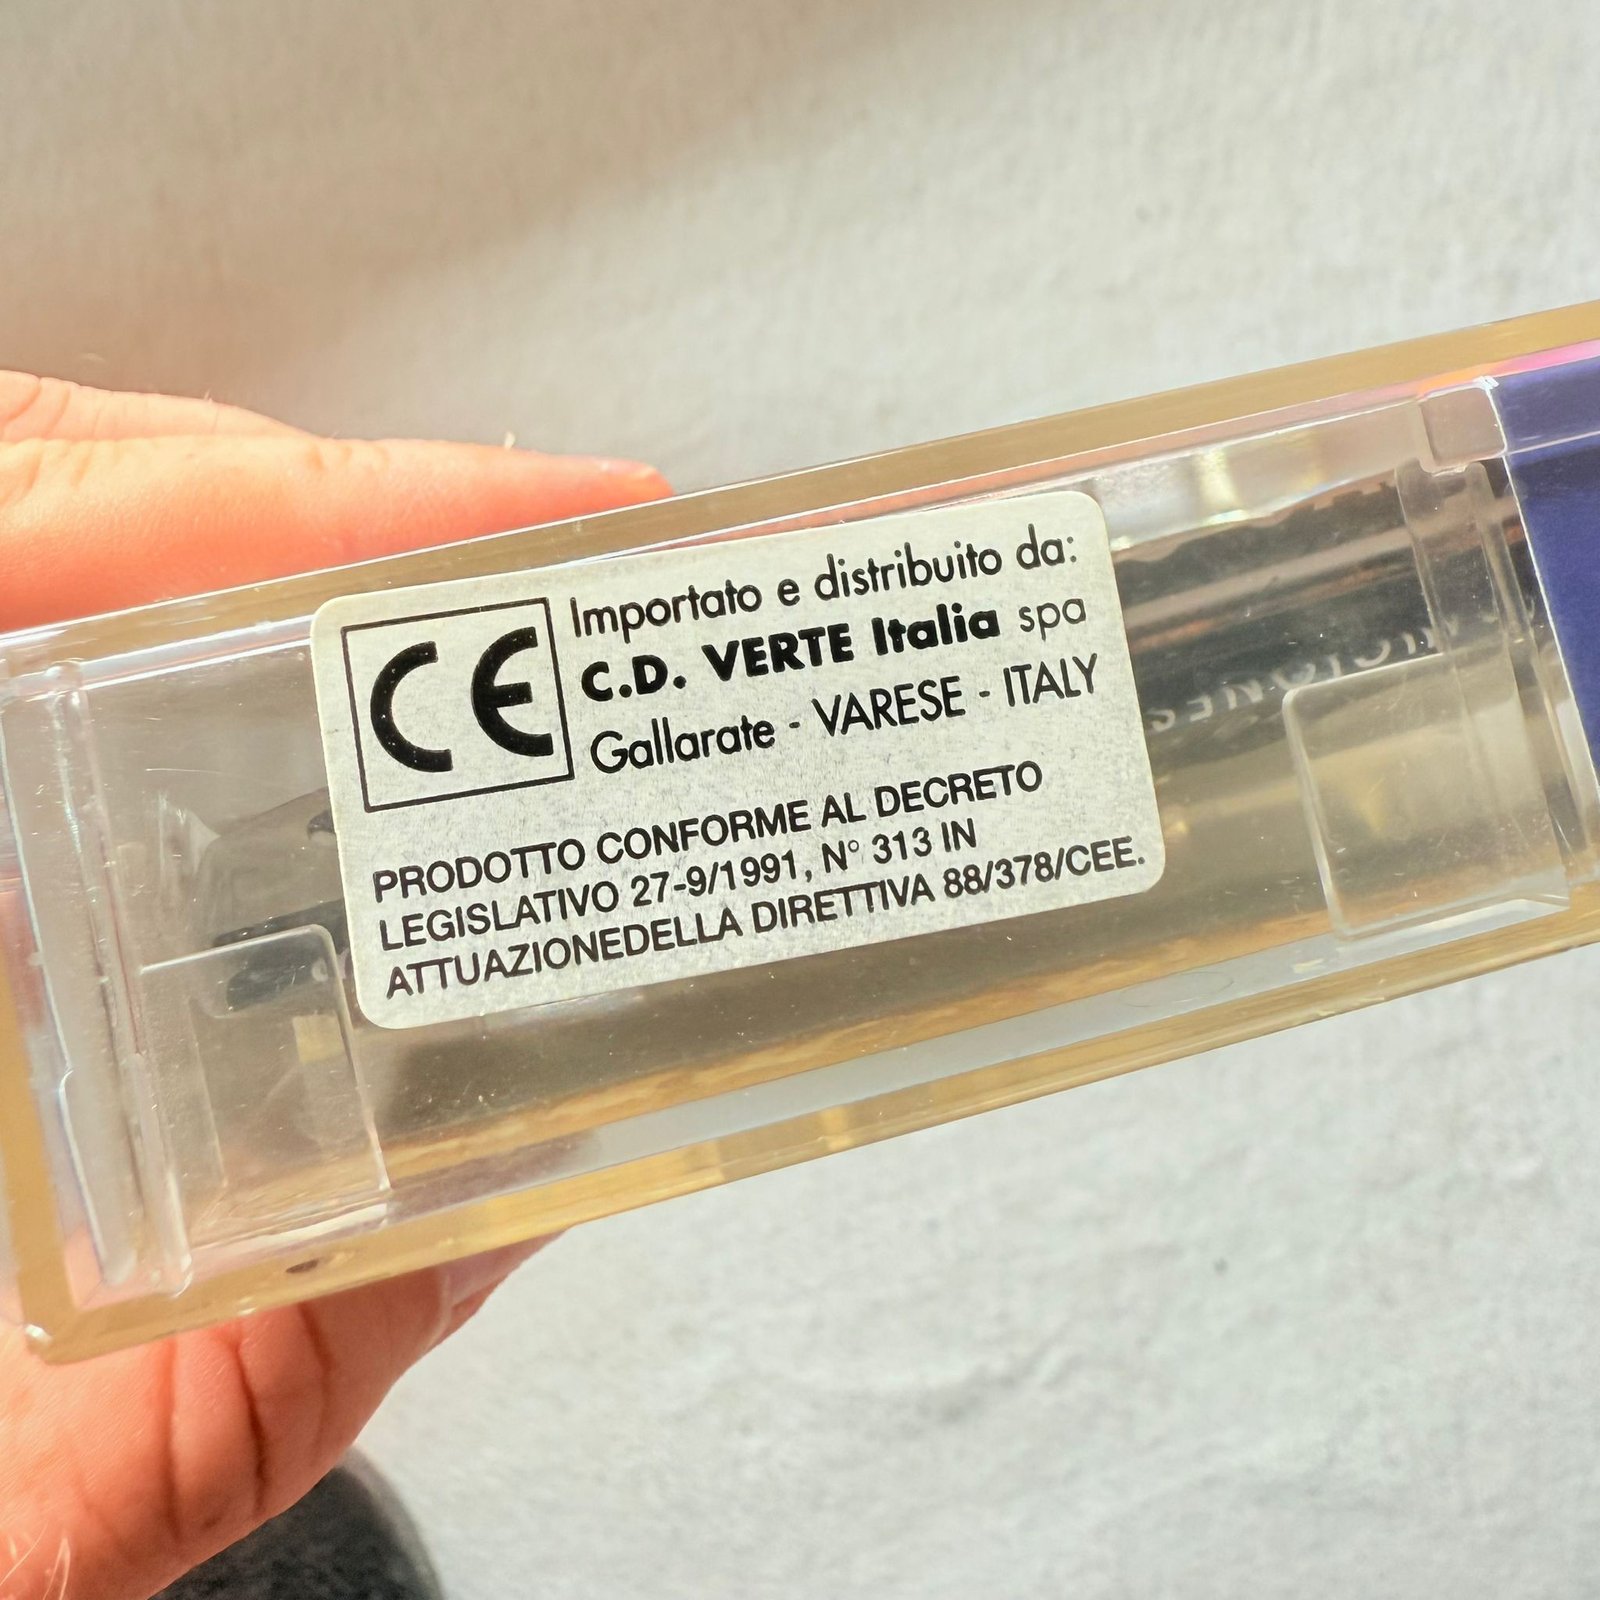 CE
Importato e distribuito da:
C.D. VERTE Italia spa
Gallarate - VARESE - ITALY
PRODOTTO CONFORME AL DECRETO
LEGISLATIVO 27-9/1991, N° 313 IN
ATTUAZIONEDELLA DIRETTIVA 88/378/CEE.